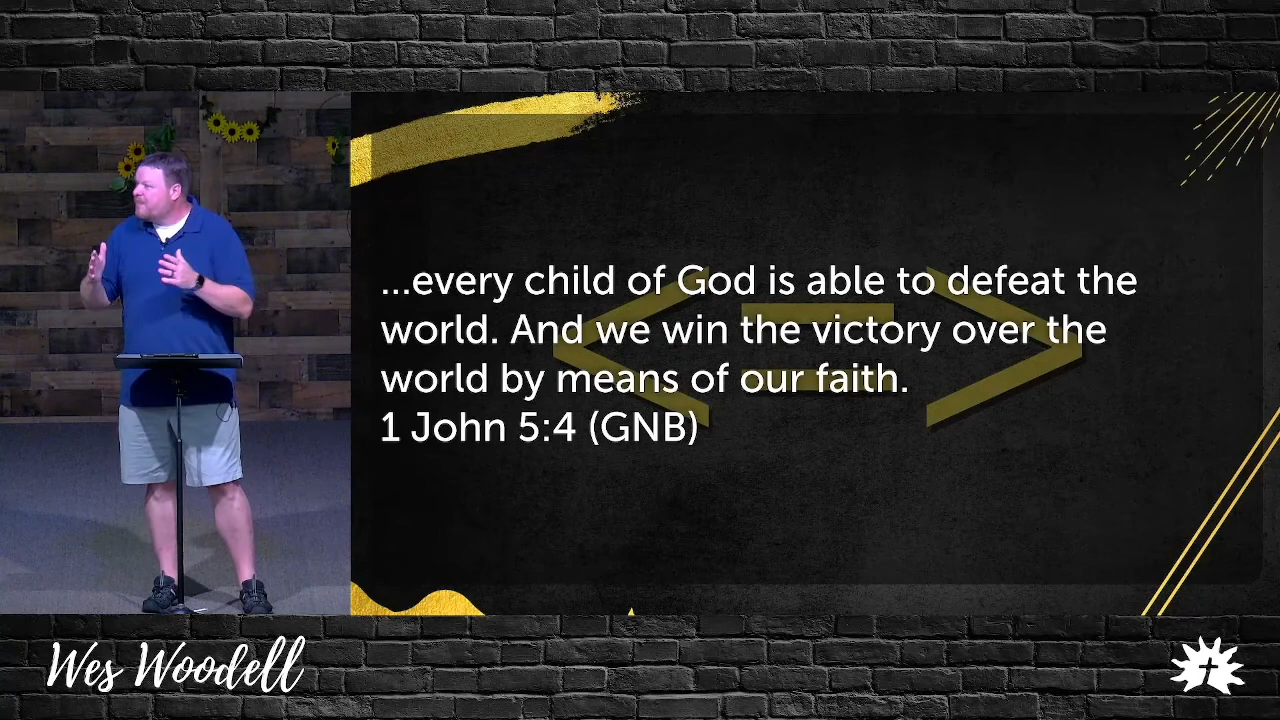 ...every child of God is able to defeat the
world. And we win the victory over the
world by means of our faith.
1 John 5:4 (GNB)
Wes Woodell